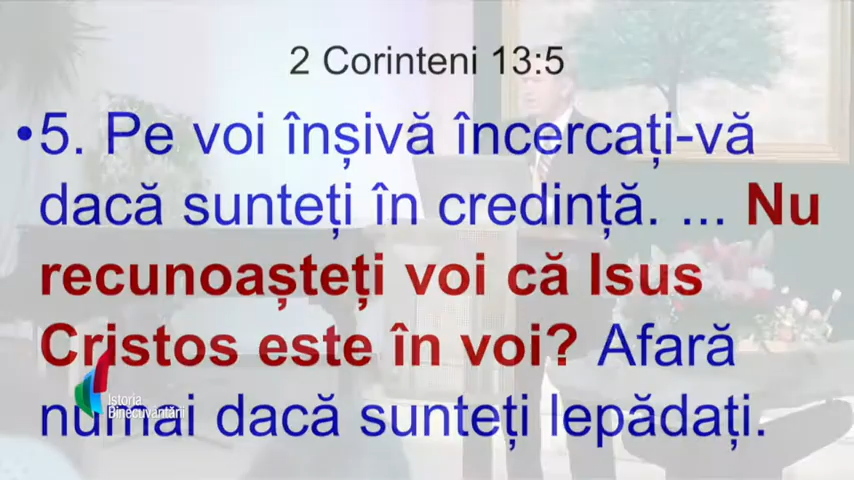 2 Corinteni 13:5
•5. Pe voi înșivă încercați-vă
dacă sunteți în credință. ... Nu
recunoașteți voi că Isus
Cristos este în voi? Afară
numai dacă sunteți lepădați.
Istoria
Binecuvântării